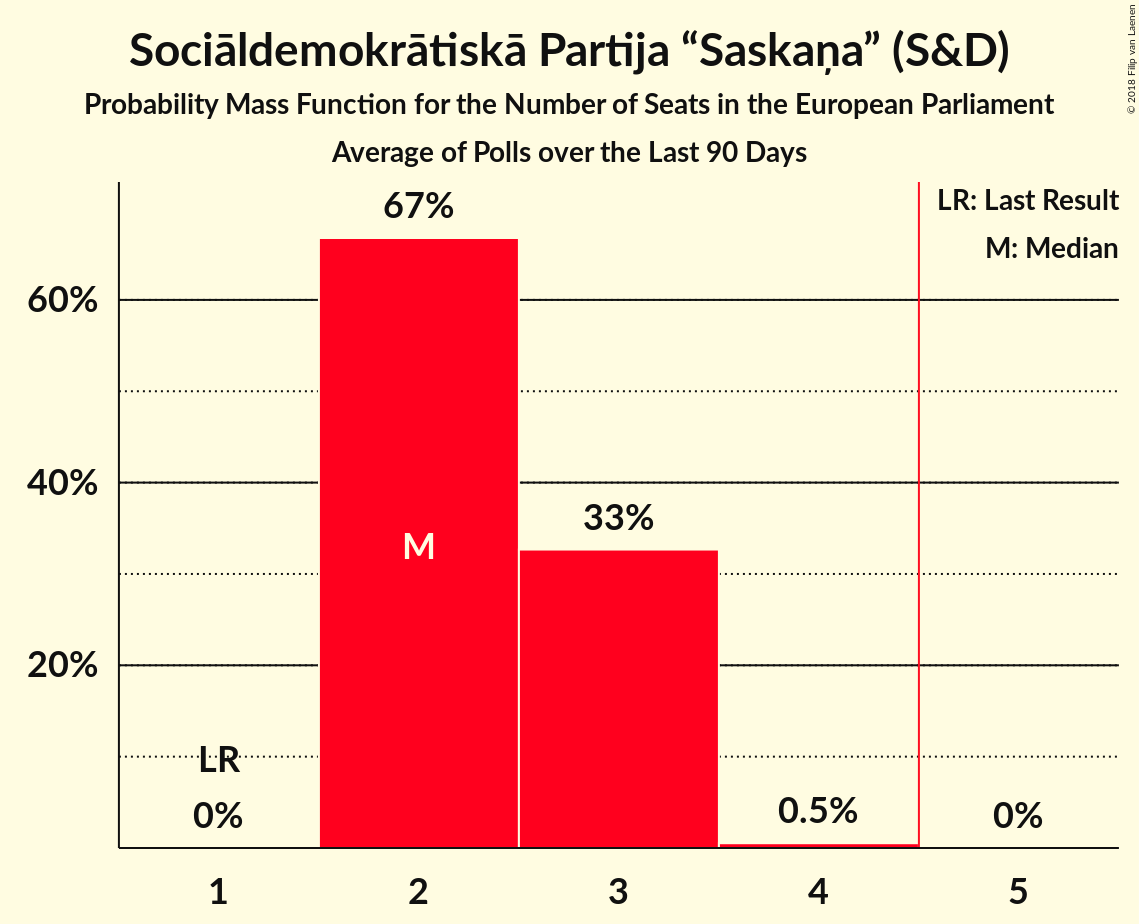 Sociāldemokrātiskā Partija “Saskaņa” (S&D)
Probability Mass Function for the Number of Seats in the European Parliament
Average of Polls over the Last 90 Days
© 2018 Filip van Laenen
LR: Last Result
M: Median
67%
60%
40%
33%
M
20%
LR
0%
0.5%
0%
1
2
3
4
5